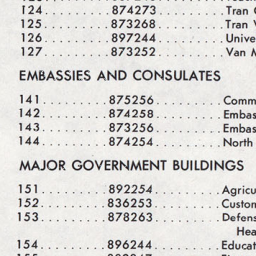 124 . . . . . . . . 874273 . . . . . . . . Tran
125 . . . . . . . . 873268 . . . . . . . . Tran
126 . . . . . . . . 897244 . . . . . . . . Unive
127 . . . . . . . . 873252 . . . . . . . . Van M
EMBASSIES AND CONSULATES
141 . . . . . . . . 875256 . . . . . . . . Comm
142 . . . . . . . . 874258 . . . . . . . . Embas
143 . . . . . . . . 873256 . . . . . . . . Embas
144 . . . . . . . . 874254 . . . . . . . . North
MAJOR GOVERNMENT BUILDINGS
151 . . . . . . . . 892254 . . . . . . . . Agricu
152 . . . . . . . . 836253 . . . . . . . . Custom
153 . . . . . . . . 878263 . . . . . . . . Defens
Hea
154 . . . . . . . . 896244 . . . . . . . . Educat